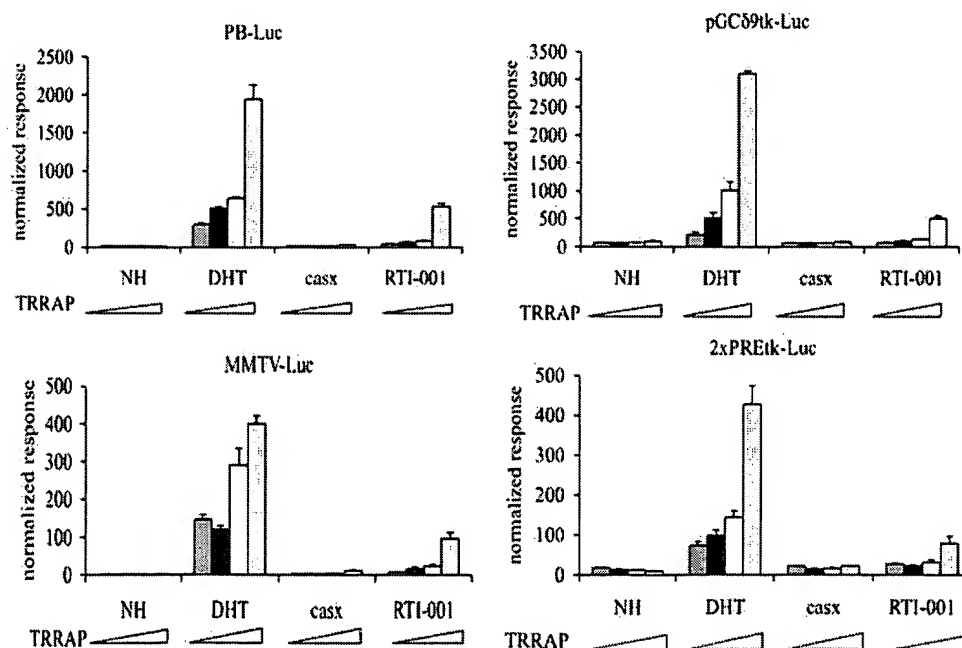 PB-Luc
normalized response
2500
2000
1500
1000
500
0
NH DHT casx RTI-001
TRRAP
pGCδ9tk-Luc
normalized response
3500
3000
2500
2000
1500
1000
500
0
NH DHT casx RTI-001
TRRAP
MMTV-Luc
normalized response
500
400
300
200
100
0
NH DHT casx RTI-001
TRRAP
2xPREtk-Luc
normalized response
500
400
300
200
100
0
NH DHT casx RTI-001
TRRAP